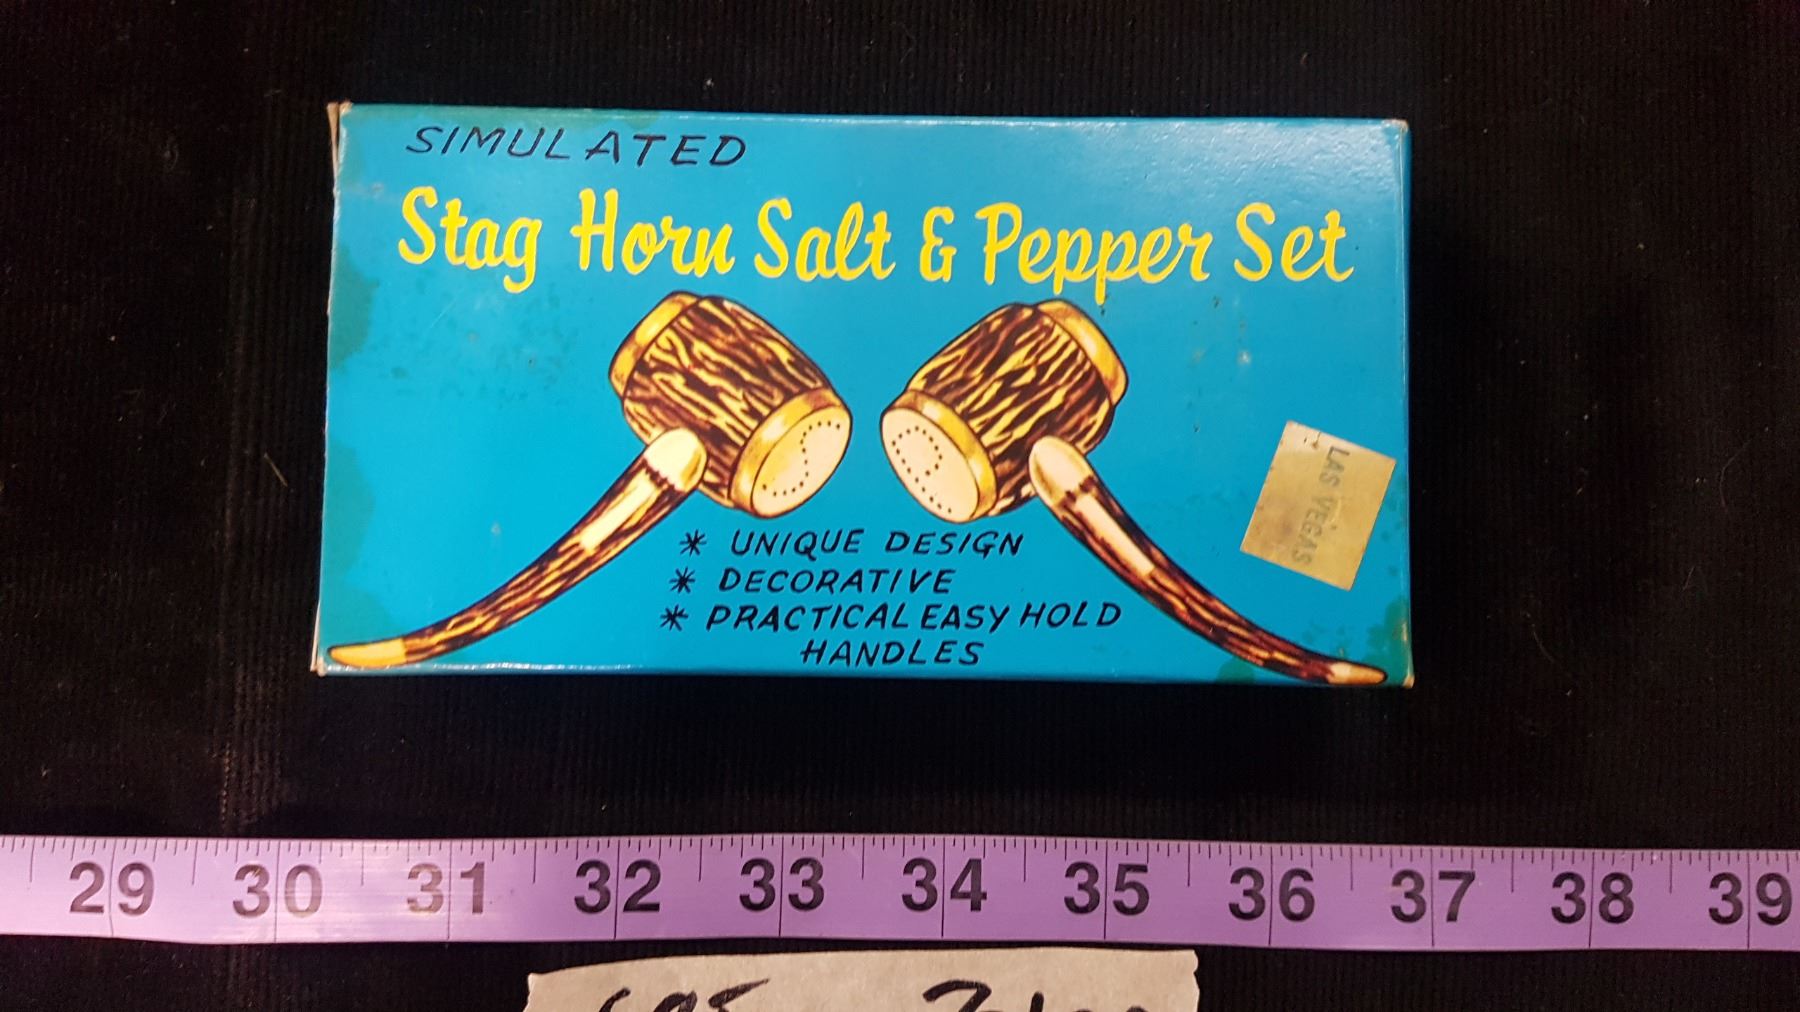 SIMULATED
Stag Horn Salt & Pepper Set
* UNIQUE DESIGN
* DECORATIVE
* PRACTICAL EASY HOLD
HANDLES
LAS VEGAS
29 30 31 32 33 34 35 36 37 38 39